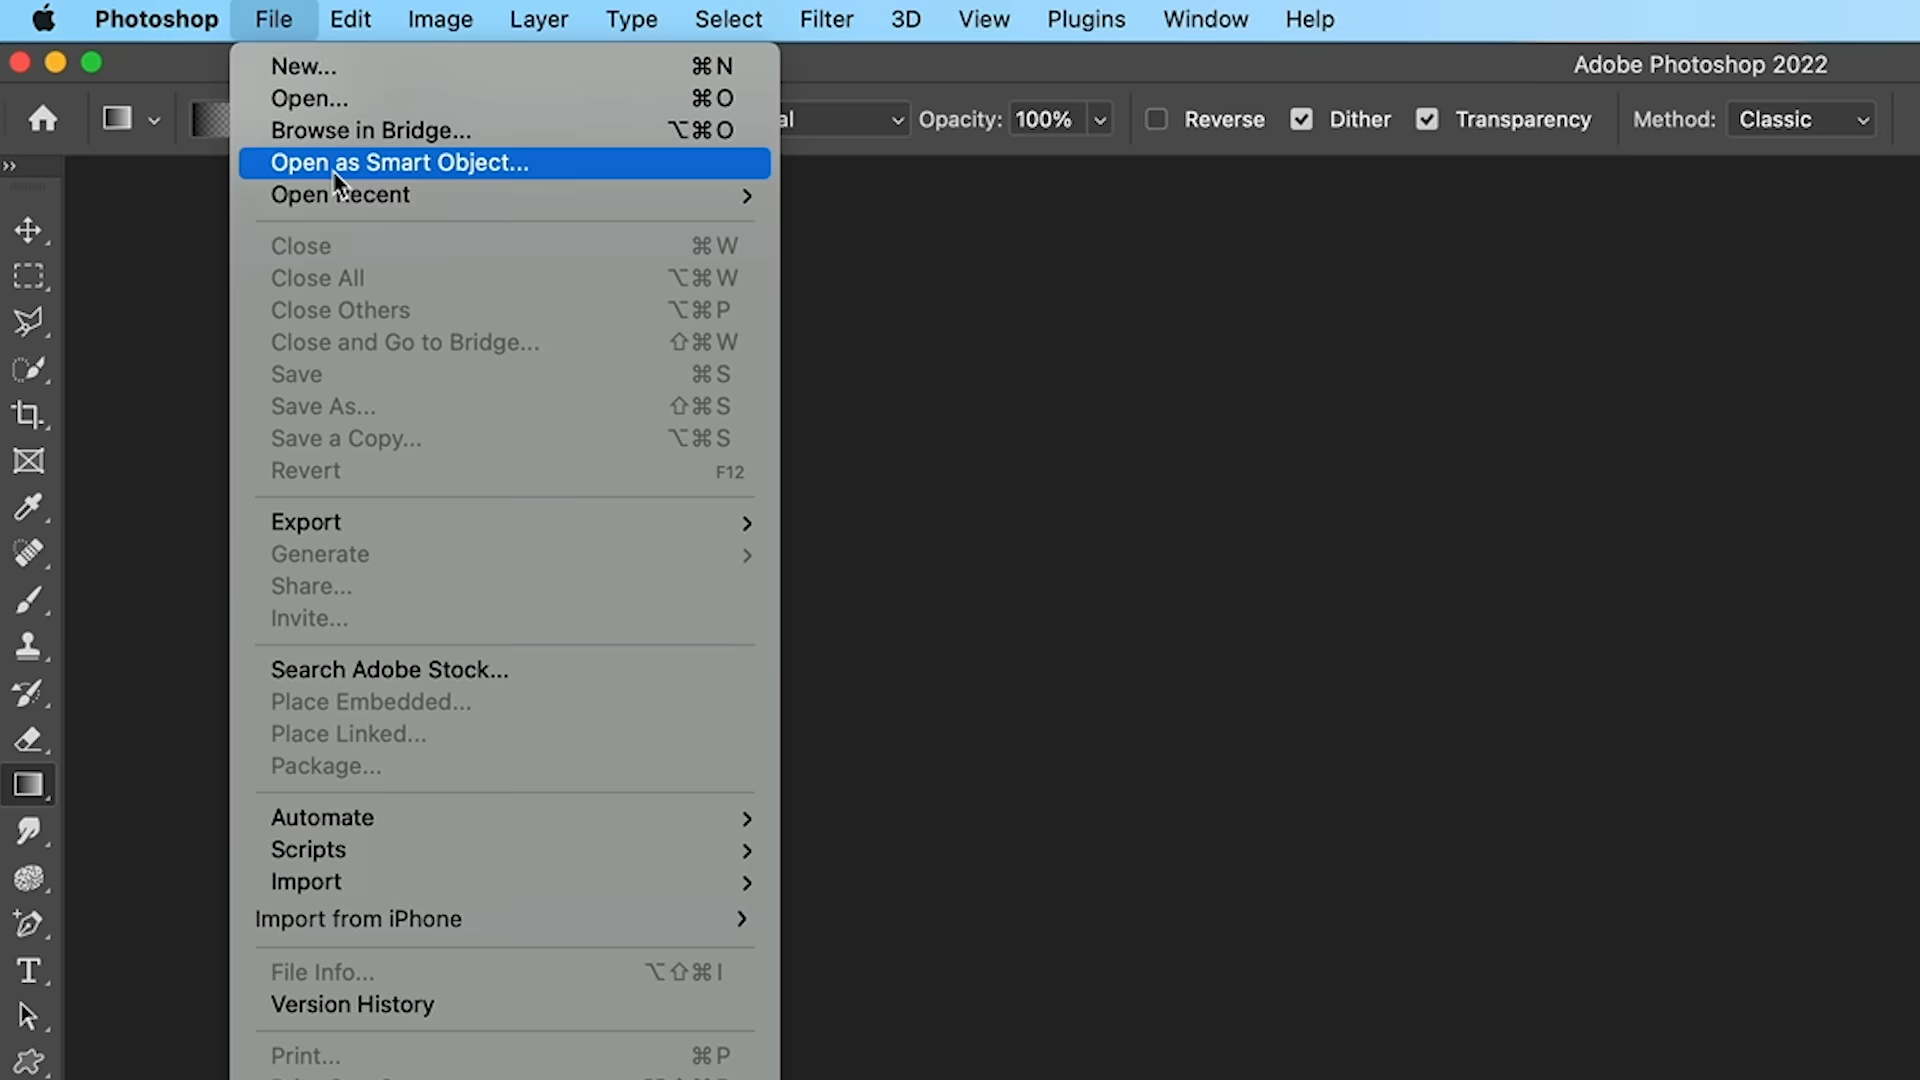 Photoshop File Edit Image Layer Type Select Filter 3D View Plugins Window Help
Adobe Photoshop 2022
Opacity: 100% Reverse Dither Transparency Method: Classic
New... ⌘N
Open... ⌘O
Browse in Bridge... ⌥⌘O
Open as Smart Object...
Open Recent
Close ⌘W
Close All ⌥⌘W
Close Others ⌥⌘P
Close and Go to Bridge... ⇧⌘W
Save ⌘S
Save As... ⇧⌘S
Save a Copy... ⌥⌘S
Revert F12
Export
Generate
Share...
Invite...
Search Adobe Stock...
Place Embedded...
Place Linked...
Package...
Automate
Scripts
Import
Import from iPhone
File Info... ⌥⇧⌘I
Version History
Print... ⌘P